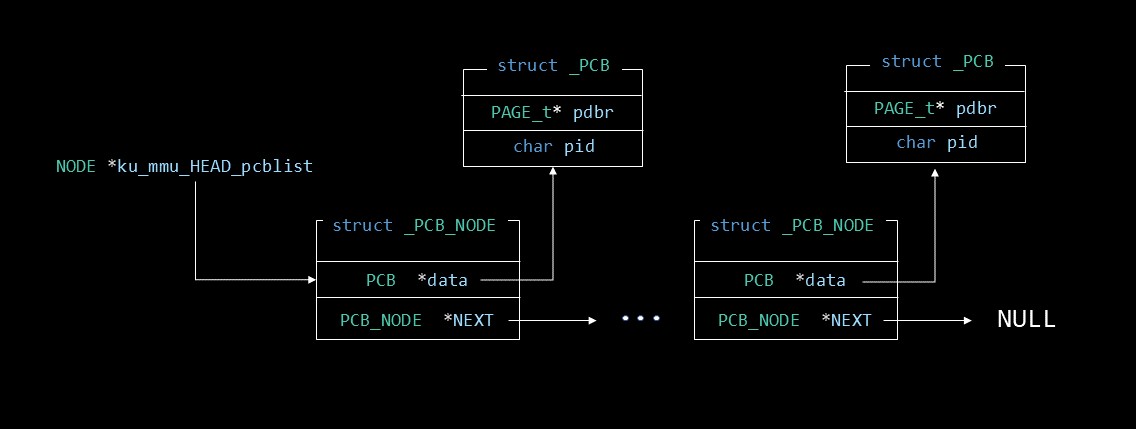 struct _PCB
PAGE_t* pdbr
char pid
struct _PCB
PAGE_t* pdbr
char pid
NODE *ku_mmu_HEAD_pcblist
struct _PCB_NODE
PCB *data
PCB_NODE *NEXT
...
struct _PCB_NODE
PCB *data
PCB_NODE *NEXT
NULL